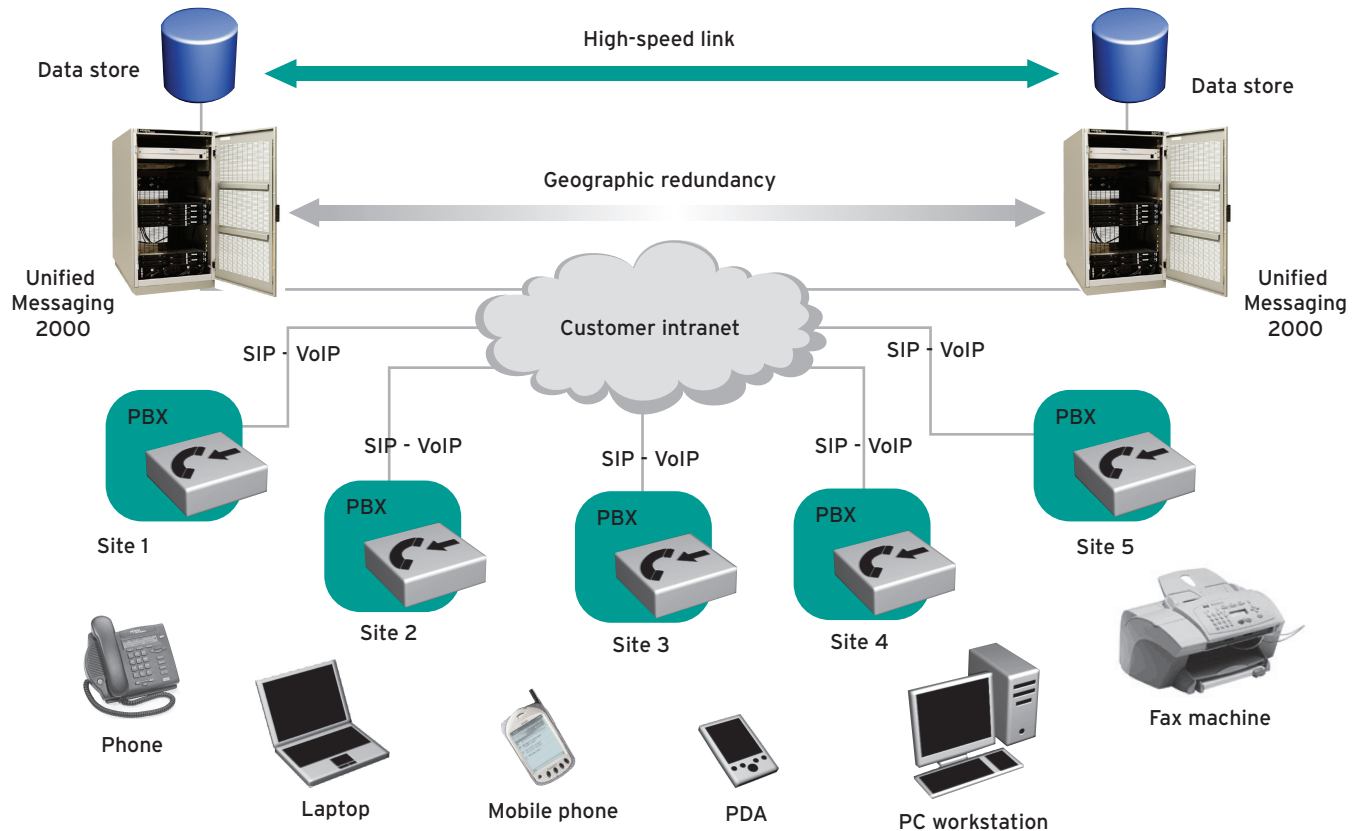 High-speed link
Data store
Data store
Geographic redundancy
Unified
Messaging
2000
Unified
Messaging
2000
Customer intranet
SIP - VoIP
SIP - VoIP
PBX
PBX
SIP - VoIP
SIP - VoIP
SIP - VoIP
PBX
PBX
PBX
Site 1
Site 5
Site 2
Site 3
Site 4
Phone
Fax machine
Laptop
Mobile phone
PDA
PC workstation